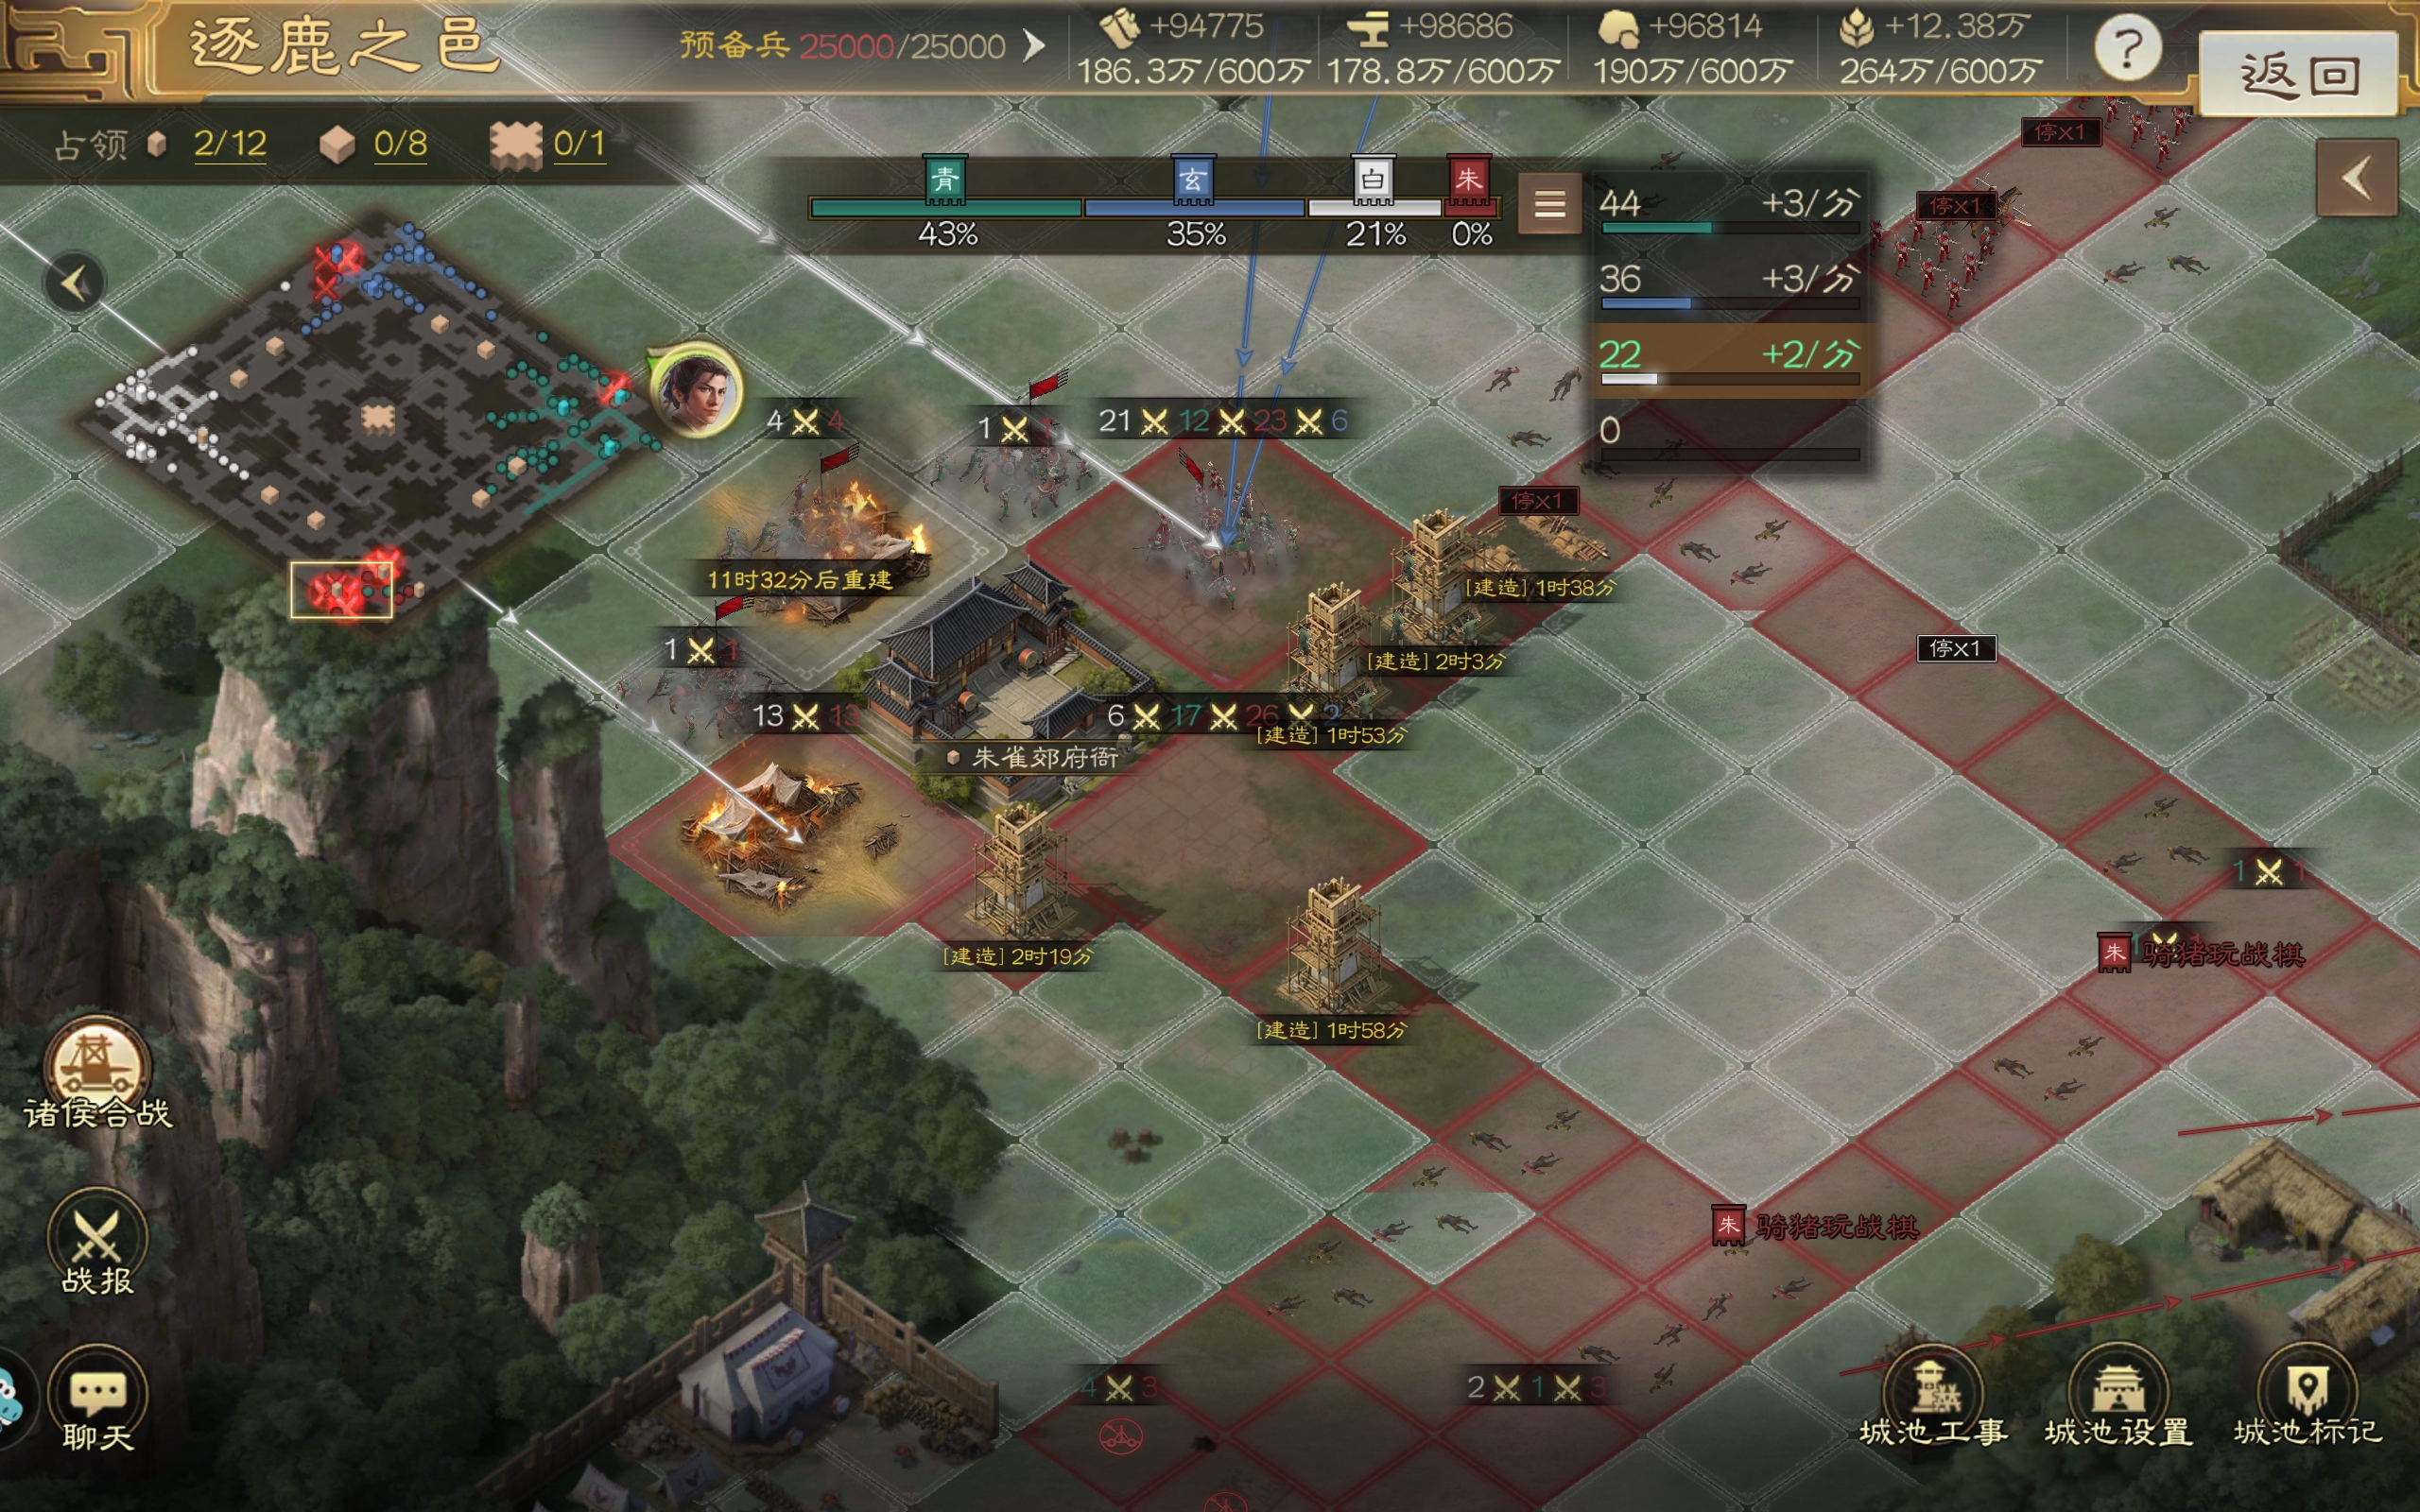 逐鹿之邑
预备兵 25000/25000
+94775
186.3万/600万
+98686
178.8万/600万
+96814
190万/600万
+12.38万
264万/600万
?
返回
占领 2/12 0/8 0/1
青 玄 白 朱
43% 35% 21% 0%
44 +3/分
36 +3/分
22 +2/分
0
停X1
停X1
4 4
1 1
21 12 23 6
停X1
11时32分后重建
[建造] 1时38分
1 1
停X1
[建造] 2时3分
13 13
6 17 26 2
[建造] 1时53分
朱雀郊府衙
1 1
朱 骑猪玩战棋
[建造] 2时19分
[建造] 1时58分
诸侯合战
朱 骑猪玩战棋
战报
4 3
2 1 3
聊天
城池工事
城池设置
城池标记